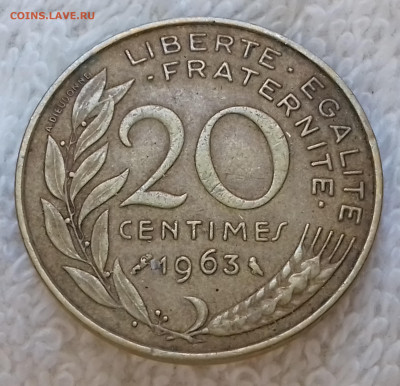 COINS.LAVE.RU
LIBERTE · EGALITE
· FRATERNITE ·
A.DIEUDONNE
20
CENTIMES
1963